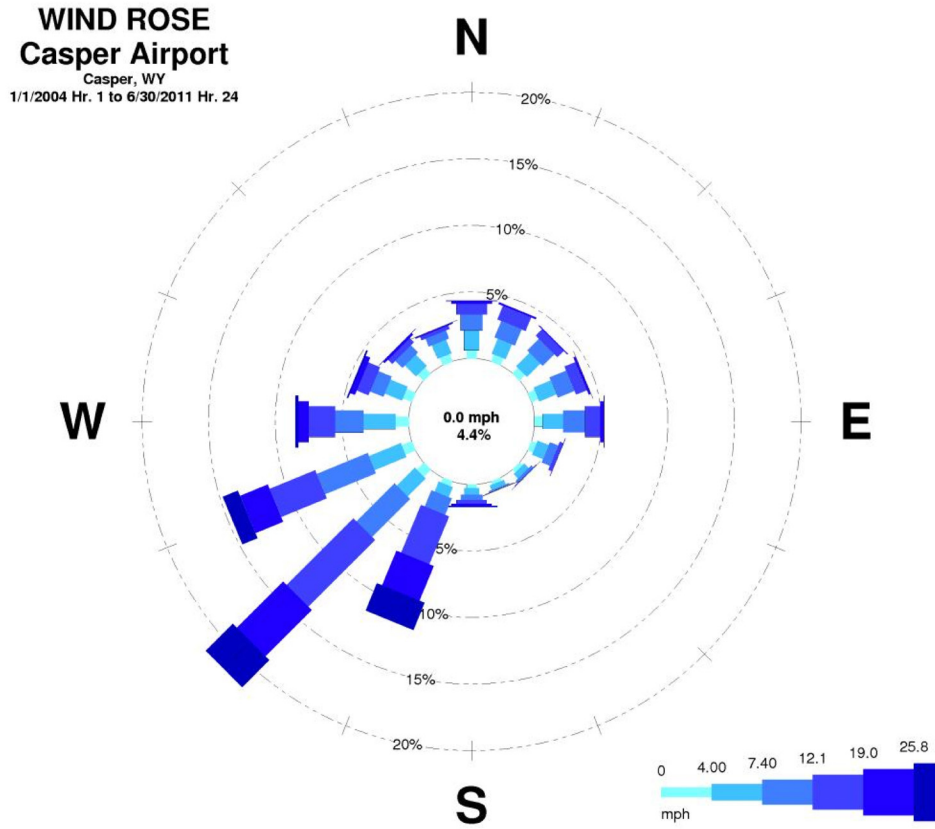 WIND ROSE
Casper Airport
Casper, WY
1/1/2004 Hr. 1 to 6/30/2011 Hr. 24
N
20%
15%
10%
5%
W
0.0 mph
4.4%
E
5%
10%
15%
20%
S
0 4.00 7.40 12.1 19.0 25.8
mph